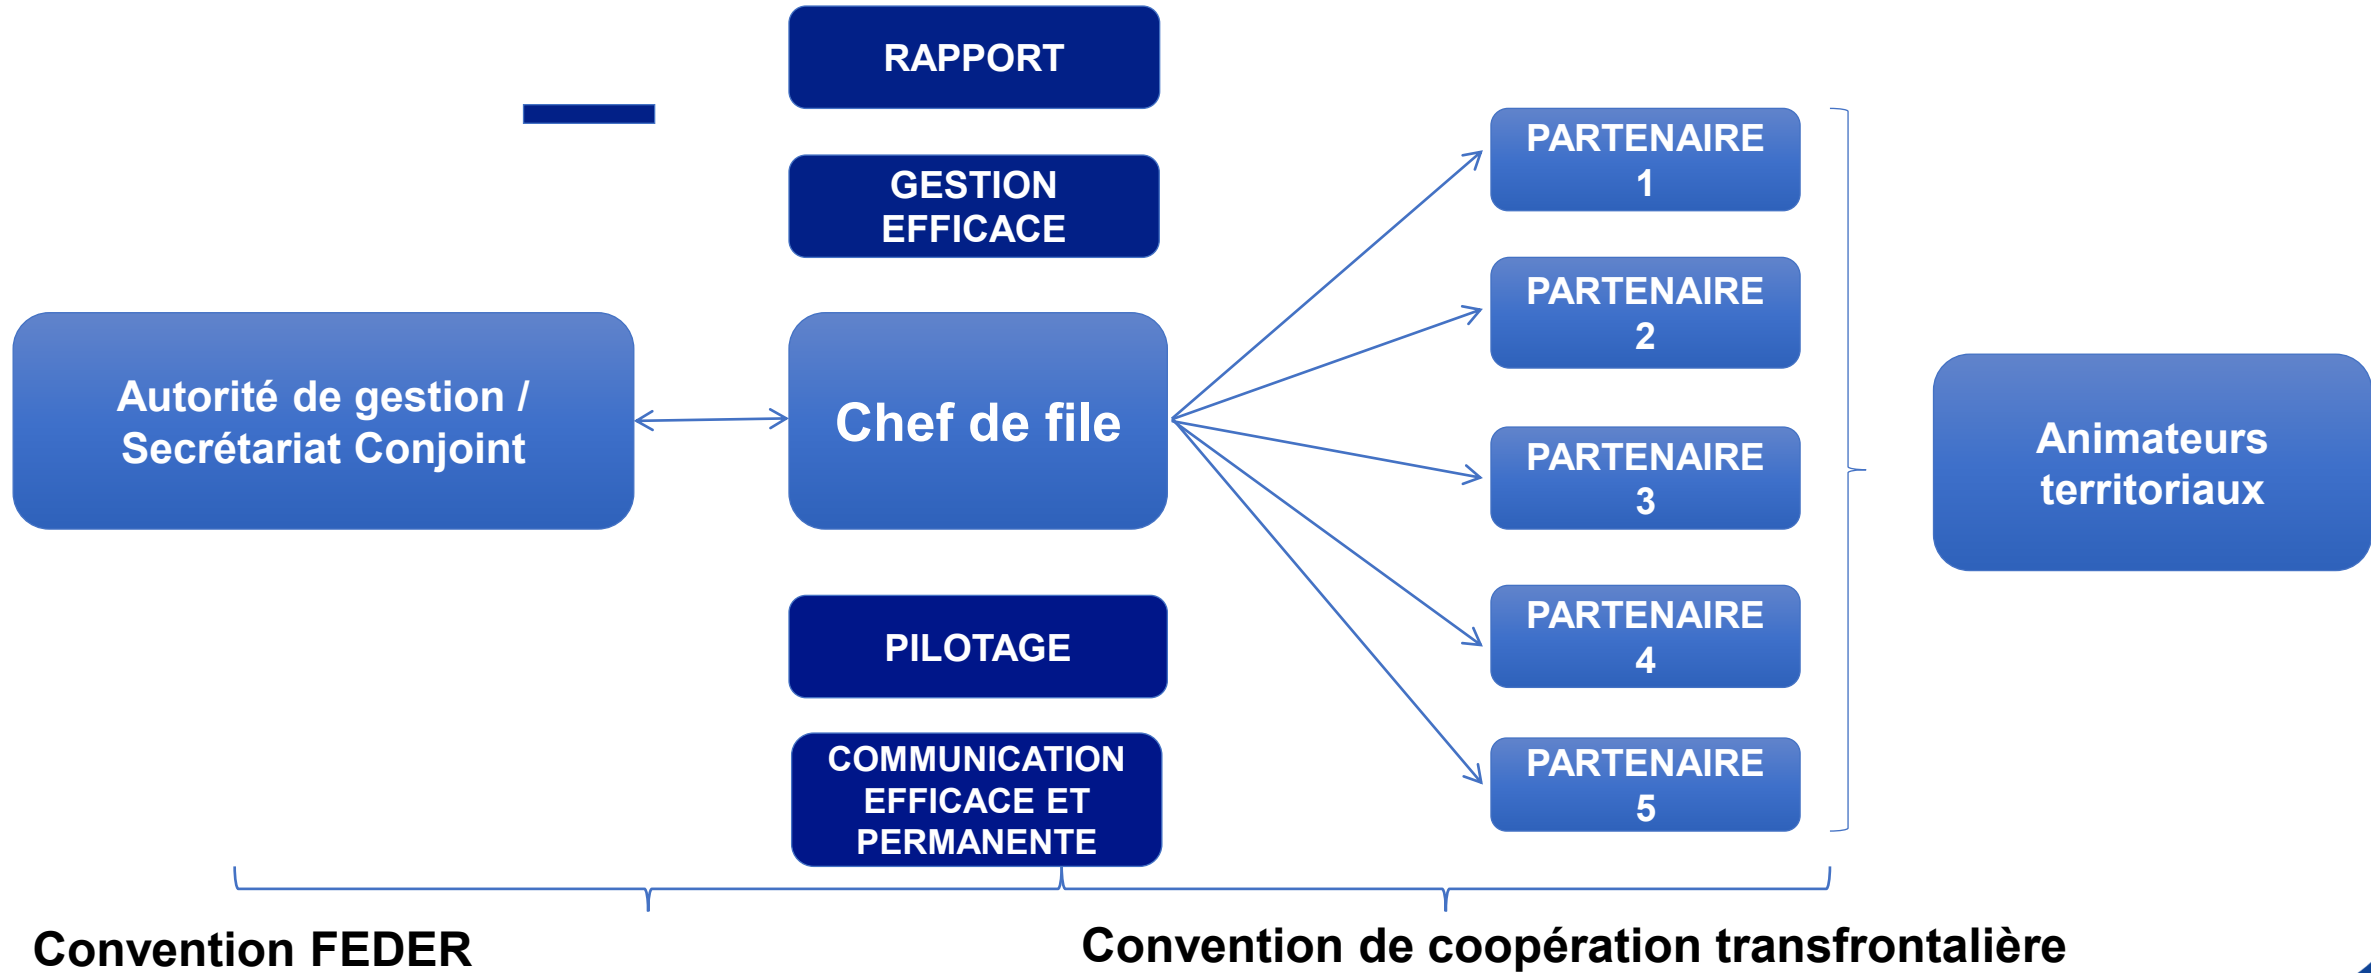 RAPPORT
GESTION
EFFICACE
Autorité de gestion /
Secrétariat Conjoint
Chef de file
PILOTAGE
COMMUNICATION
EFFICACE ET
PERMANENTE
PARTENAIRE
1
PARTENAIRE
2
PARTENAIRE
3
PARTENAIRE
4
PARTENAIRE
5
Animateurs
territoriaux
Convention FEDER
Convention de coopération transfrontalière